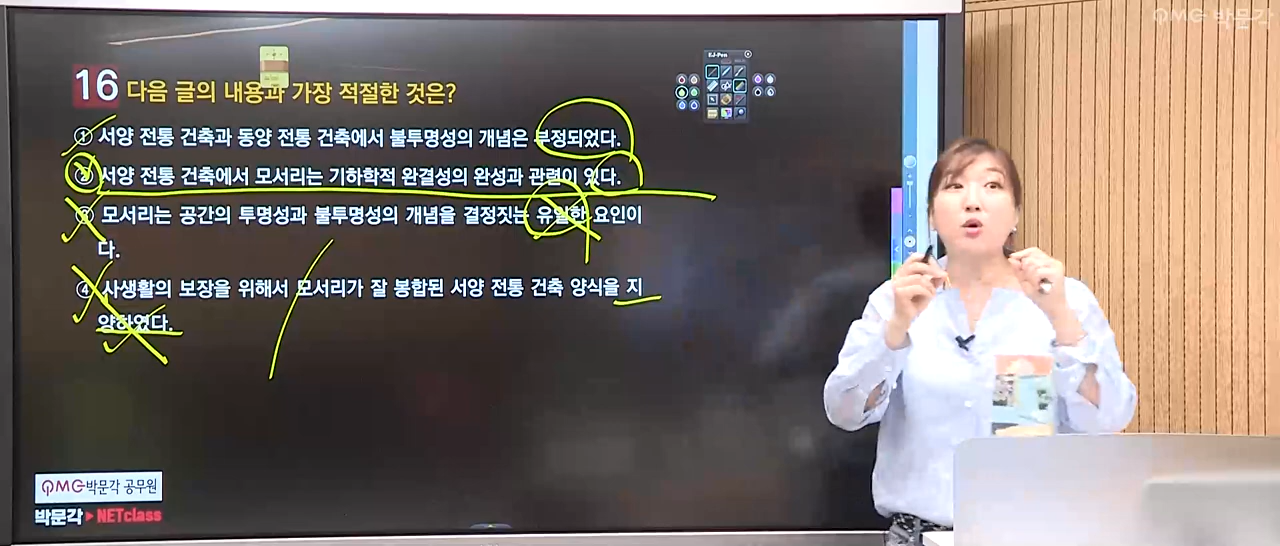 PMG 박문각
EJ-Pen
16 다음 글의 내용과 가장 적절한 것은?
① 서양 전통 건축과 동양 전통 건축에서 불투명성의 개념은 부정되었다.
② 서양 전통 건축에서 모서리는 기하학적 완결성의 완성과 관련이 있다.
③ 모서리는 공간의 투명성과 불투명성의 개념을 결정짓는 유일한 요인이
다.
④ 사생활의 보장을 위해서 모서리가 잘 봉합된 서양 전통 건축 양식을 지
양하였다.
PMG 박문각 공무원
박문각 NETclass